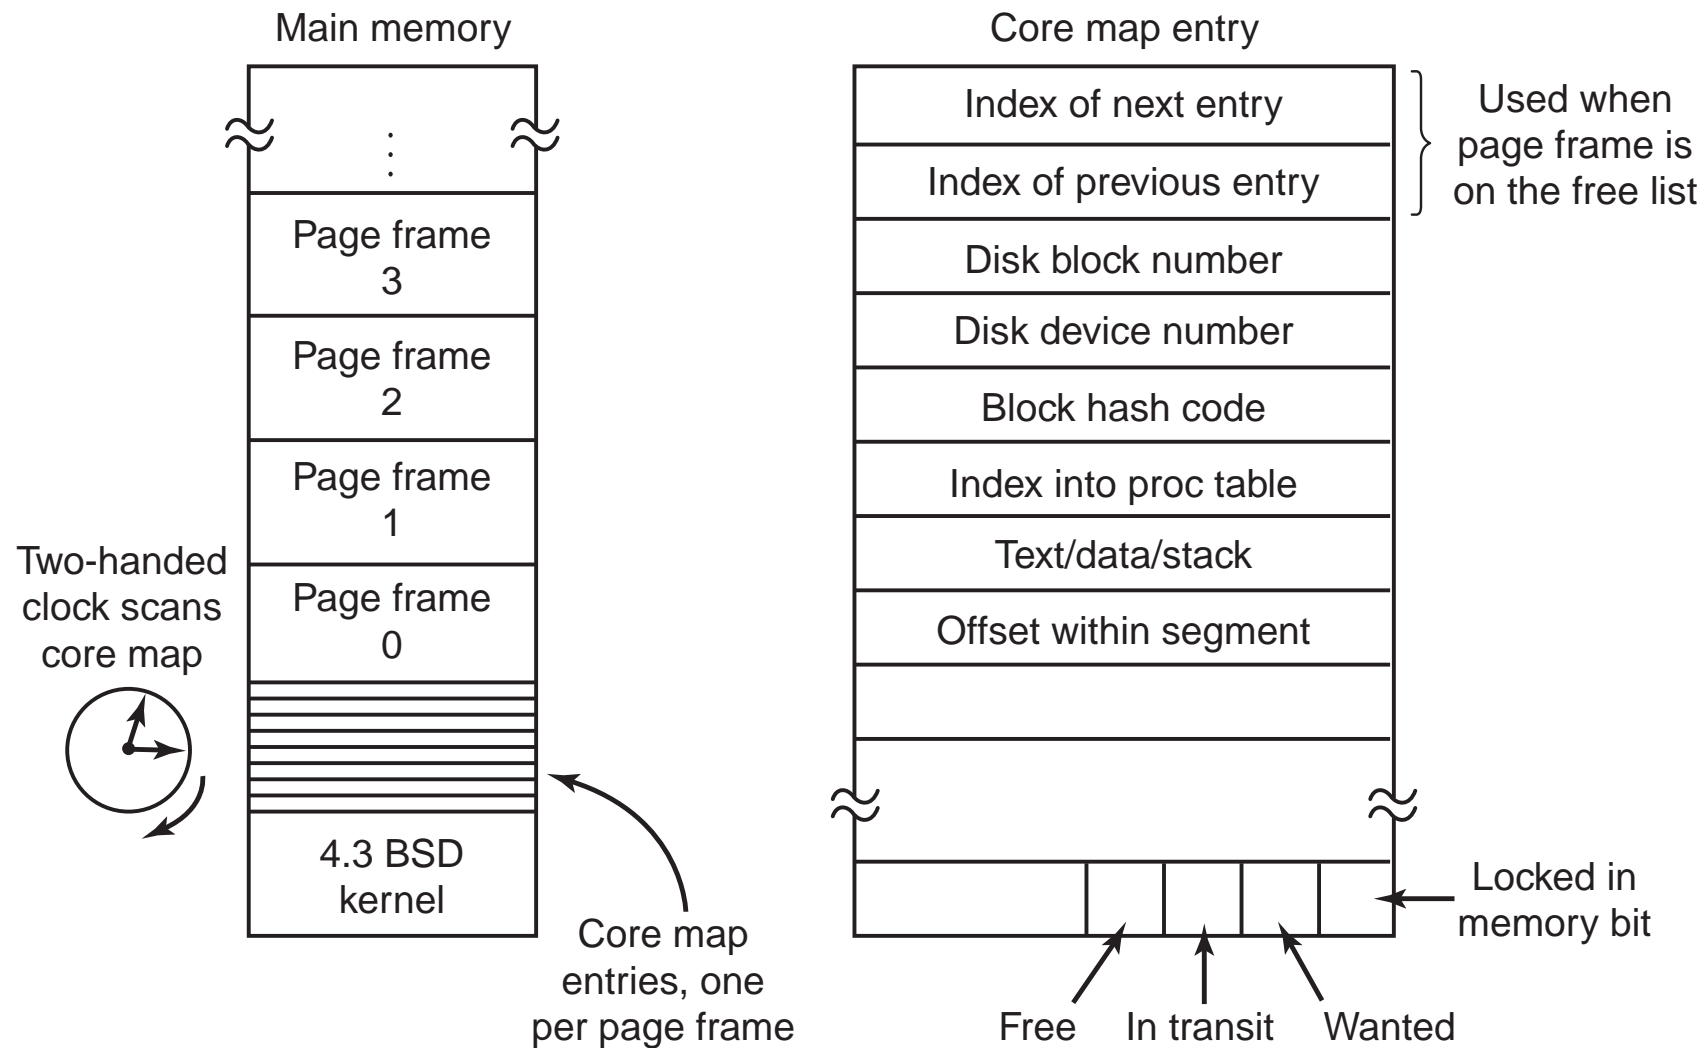 Main memory
⋮
Page frame
3
Page frame
2
Page frame
1
Page frame
0
4.3 BSD
kernel
Two-handed
clock scans
core map
Core map
entries, one
per page frame
Core map entry
Index of next entry
Index of previous entry
Disk block number
Disk device number
Block hash code
Index into proc table
Text/data/stack
Offset within segment
Used when
page frame is
on the free list
Locked in
memory bit
Free
In transit
Wanted